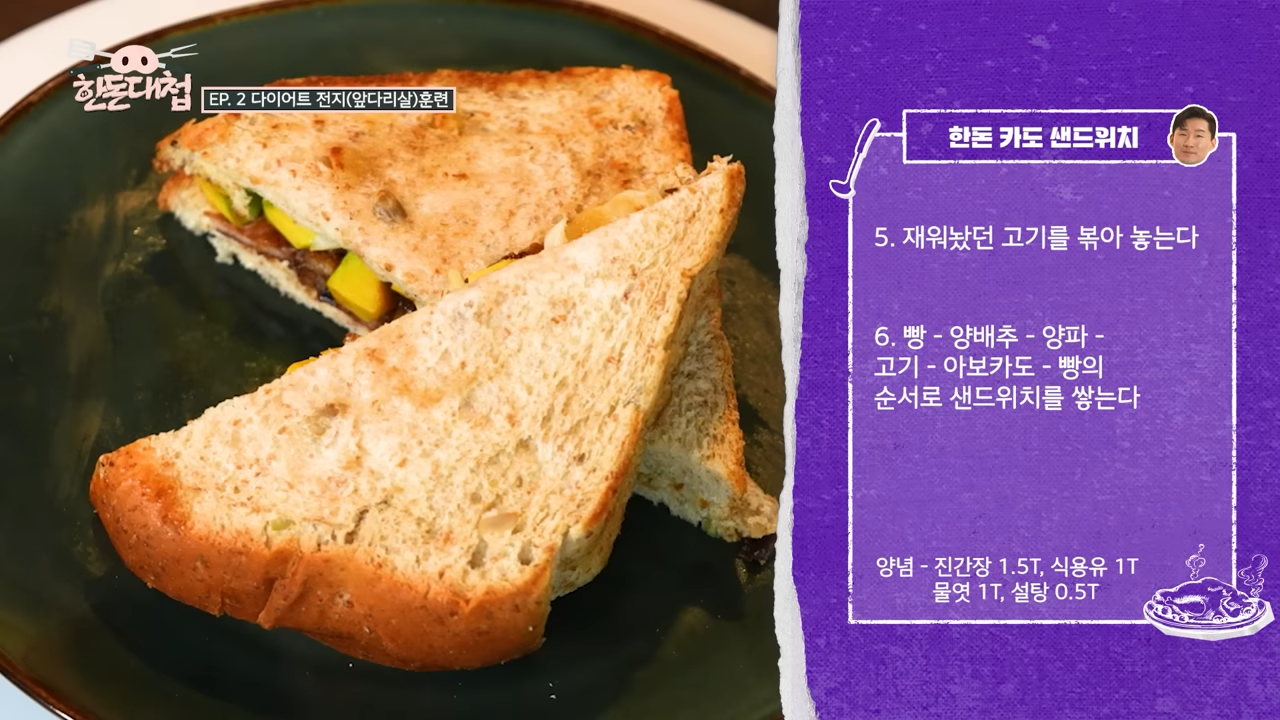 한돈대첩
EP. 2 다이어트 전지(앞다리살)훈련
한돈 카도 샌드위치
5. 재워놨던 고기를 볶아 놓는다
6. 빵 - 양배추 - 양파 -
고기 - 아보카도 - 빵의
순서로 샌드위치를 쌓는다
양념 - 진간장 1.5T, 식용유 1T
물엿 1T, 설탕 0.5T